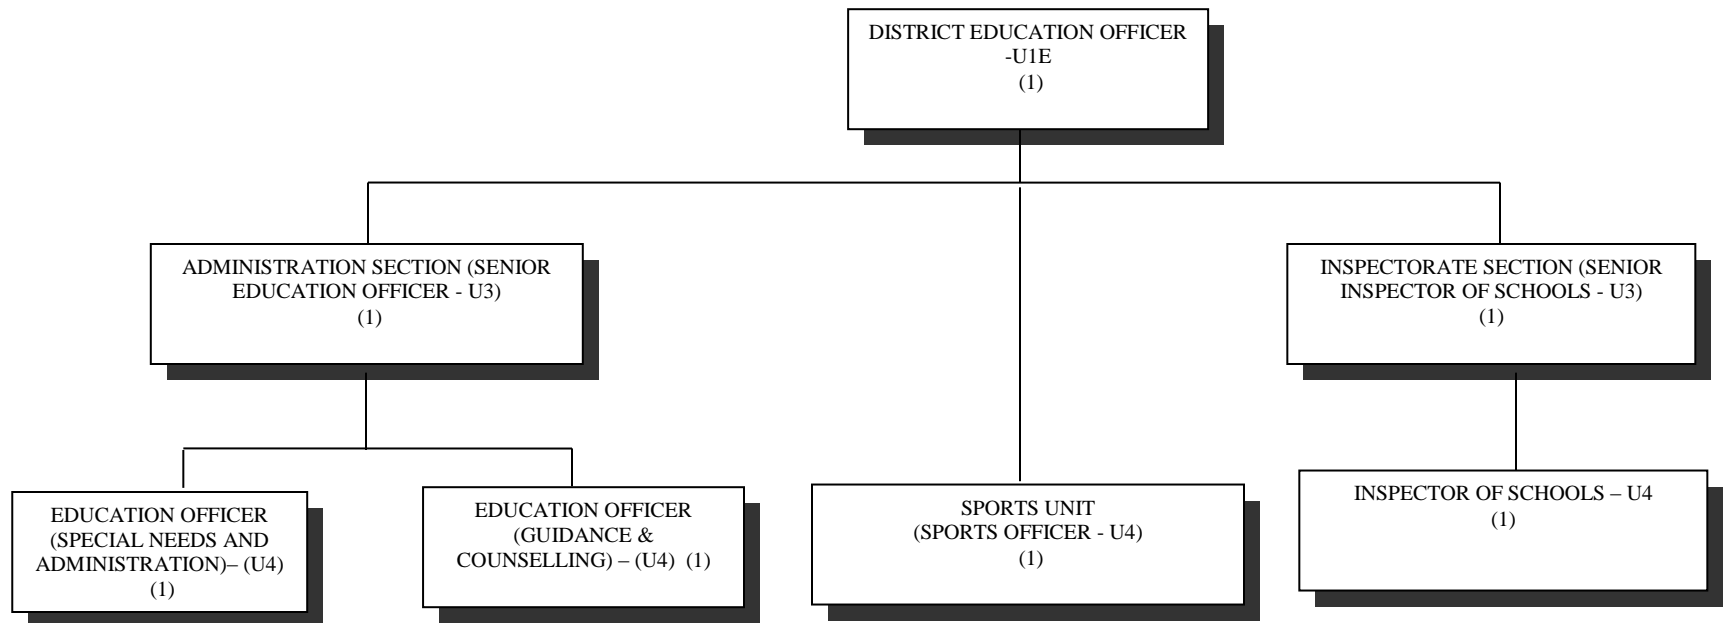 DISTRICT EDUCATION OFFICER
-U1E
(1)
ADMINISTRATION SECTION (SENIOR
EDUCATION OFFICER - U3)
(1)
INSPECTORATE SECTION (SENIOR
INSPECTOR OF SCHOOLS - U3)
(1)
EDUCATION OFFICER
(SPECIAL NEEDS AND
ADMINISTRATION)– (U4)
(1)
EDUCATION OFFICER
(GUIDANCE &
COUNSELLING) – (U4) (1)
SPORTS UNIT
(SPORTS OFFICER - U4)
(1)
INSPECTOR OF SCHOOLS – U4
(1)